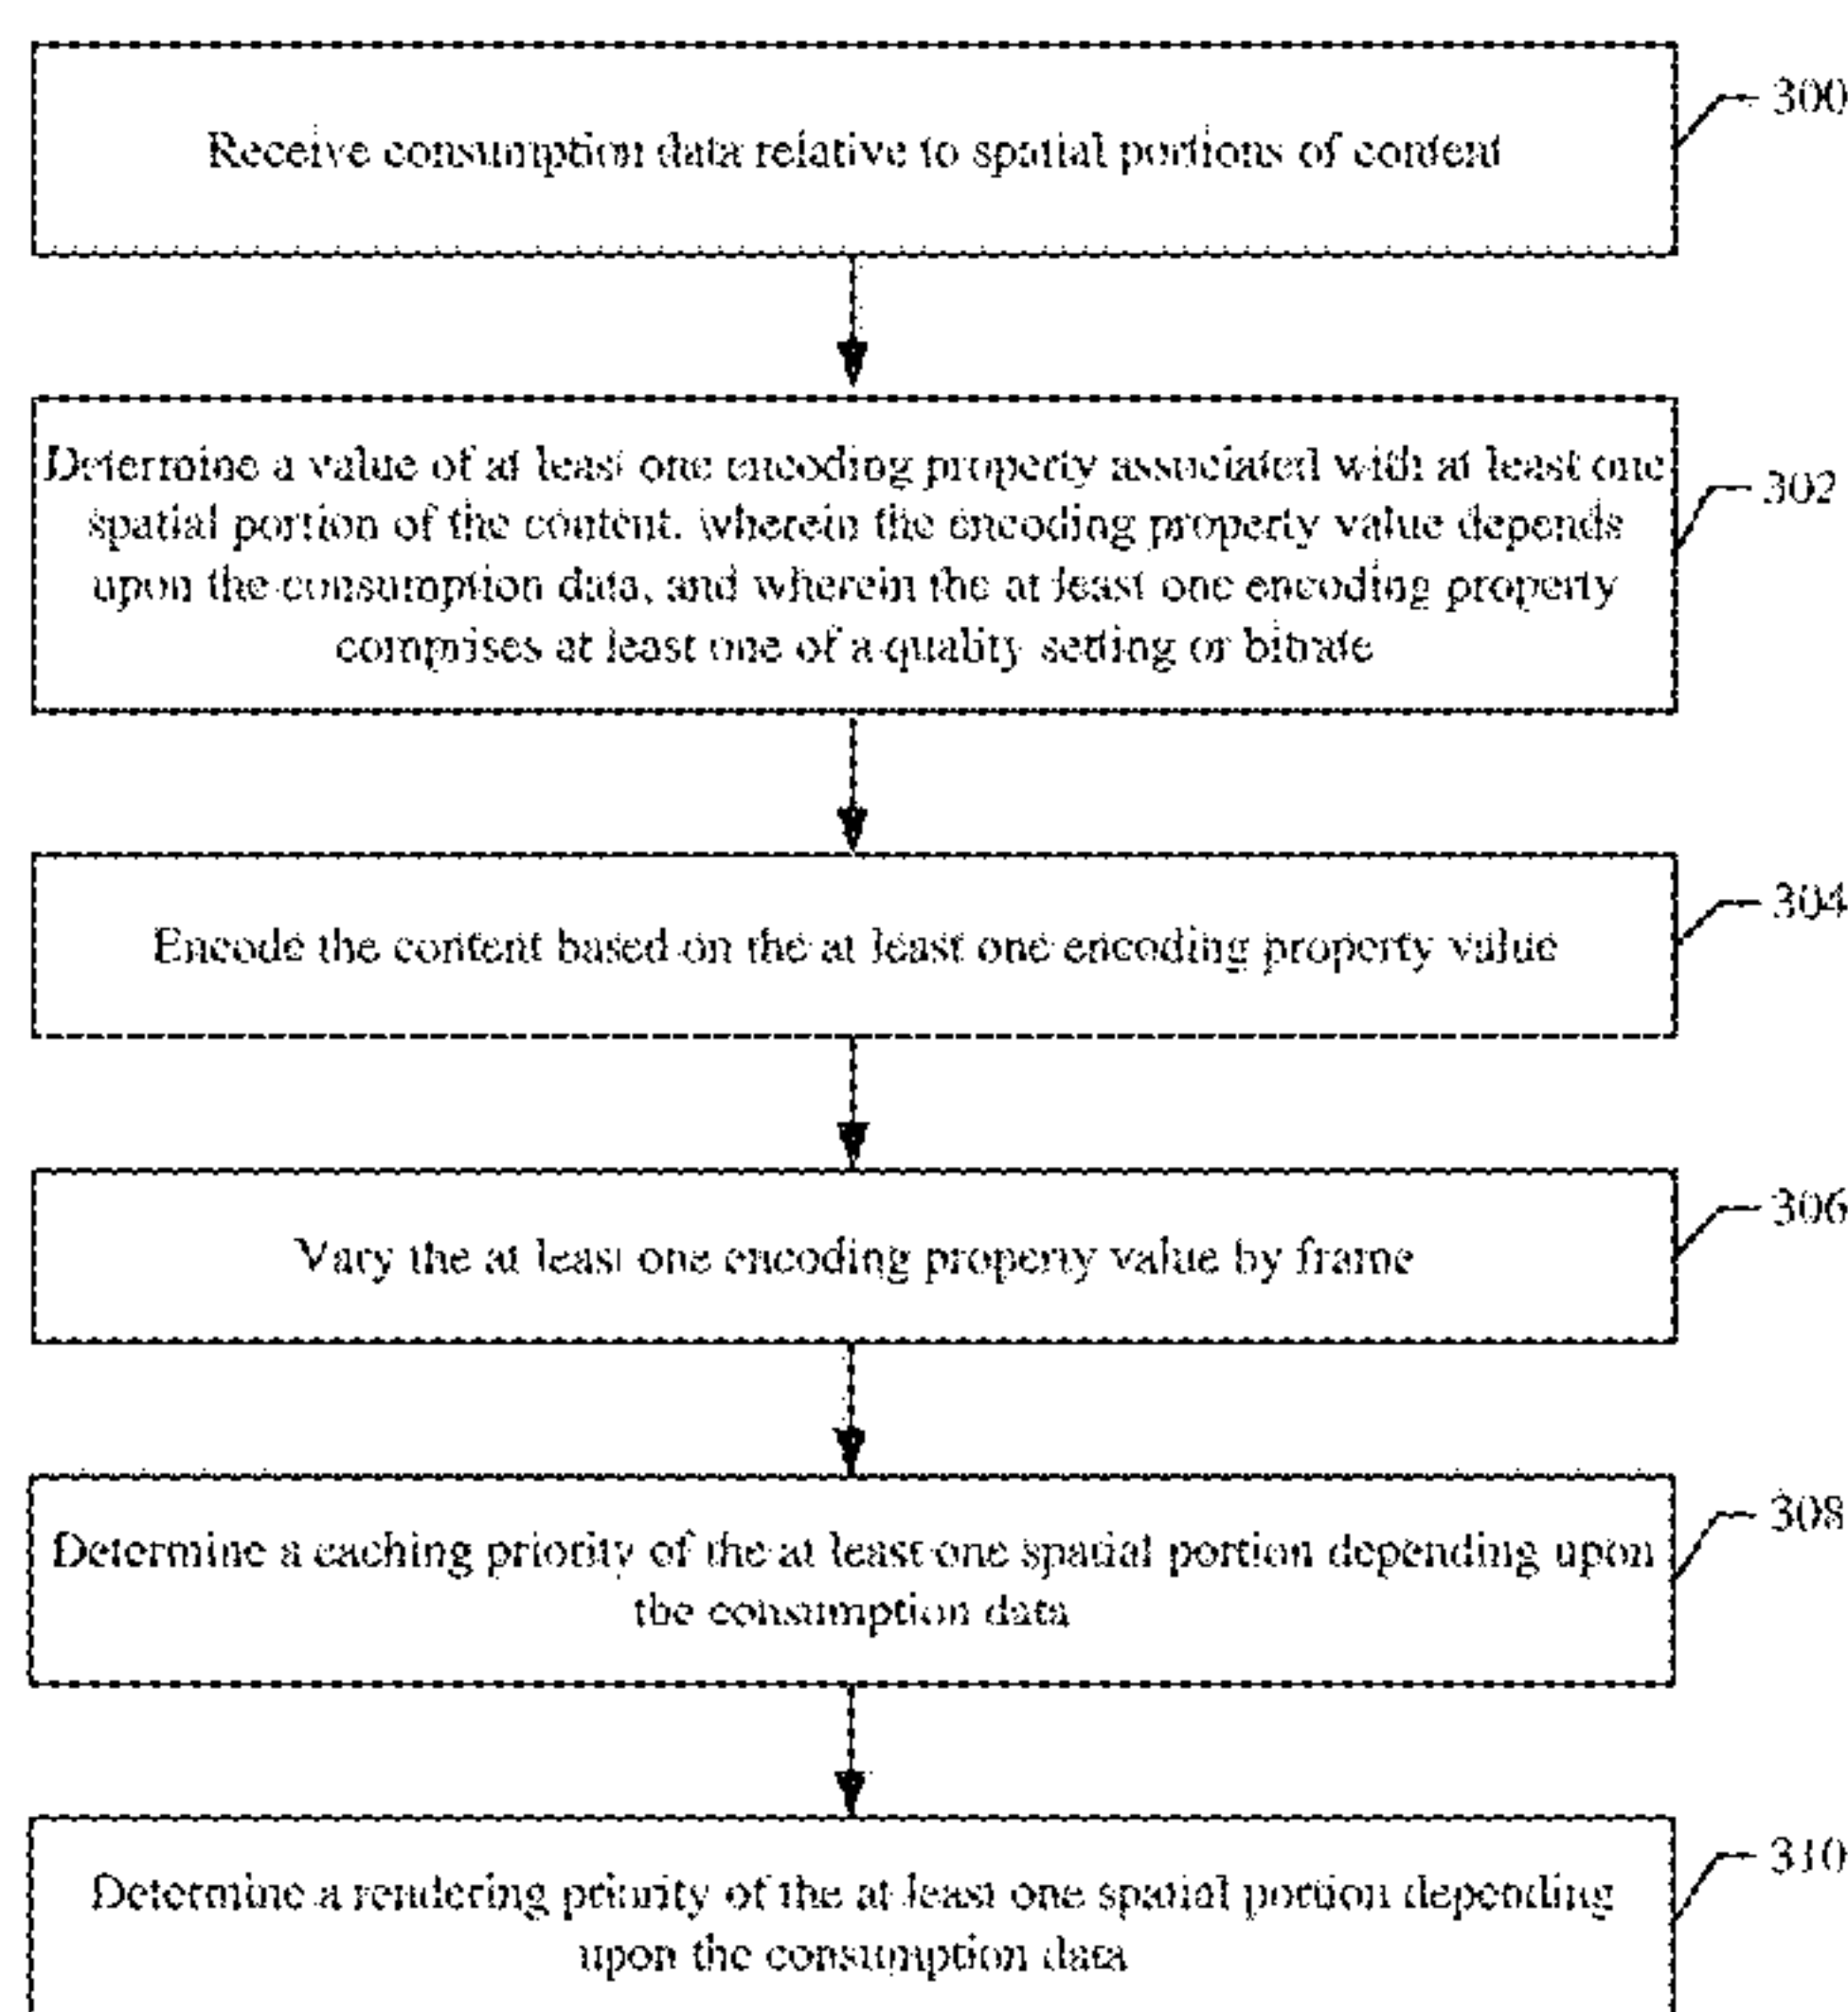 Receive consumption data relative to spatial portions of content
300
Determine a value of at least one encoding property associated with at least one
spatial portion of the content, wherein the encoding property value depends
upon the consumption data, and wherein the at least one encoding property
comprises at least one of a quality setting or bitrate
302
Encode the content based on the at least one encoding property value
304
Vary the at least one encoding property value by frame
306
Determine a caching priority of the at least one spatial portion depending upon
the consumption data
308
Determine a rendering priority of the at least one spatial portion depending
upon the consumption data
310